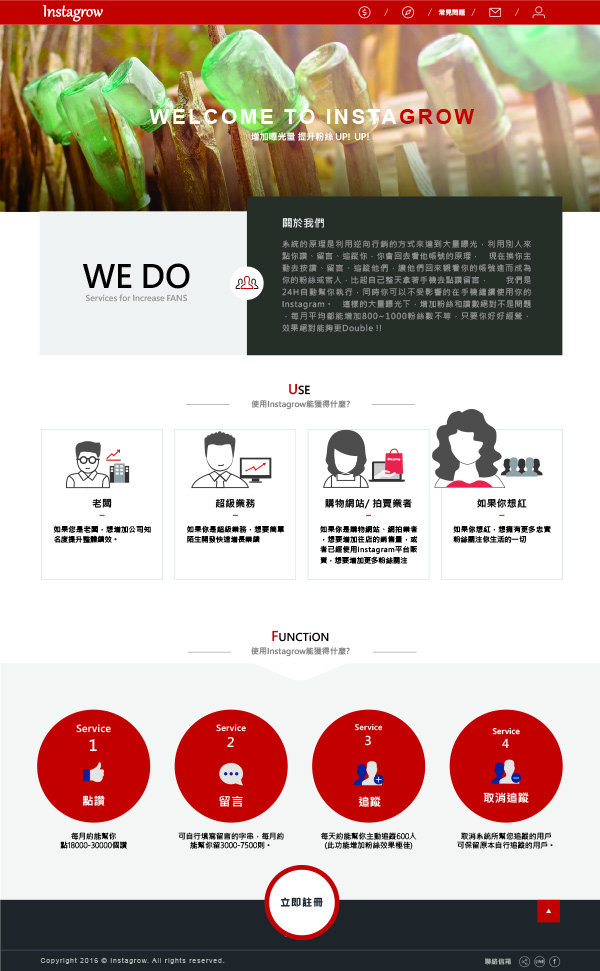 Instagrow
/ / 常見問題 / /
WELCOME TO INSTAGROW
增加曝光量 提升粉絲 UP! UP!
WE DO
Services for Increase FANS
關於我們
系統的原理是利用逆向行銷的方式來達到大量曝光，利用別人來
點你讚、留言、追蹤你，你會回去看他帳號的原理， 現在換你主
動去按讚、留言、追蹤他們，讓他們回來觀看你的帳號進而成為
你的粉絲或客人，比起自己整天拿著手機去點讚留言， 我們是
24H自動幫你執行，同時你可以不受影響的在手機繼續使用你的
Instagram。 這樣的大量曝光下，增加粉絲和讚數絕對不是問題
，每月平均都能增加800~1000粉絲數不等，只要你好好經營，
效果絕對能夠更Double !!
USE
使用Instagrow能獲得什麼?
老闆
如果您是老闆，想增加公司知
名度提升整體績效。
超級業務
如果你是超級業務，想要簡單
陌生開發快速增長業績
購物網站/ 拍賣業者
如果你是購物網站、網拍業者
，想要增加在店的銷售量，或
者已經使用Instagram平台販
賣，想要增加更多粉絲關注
如果你想紅
如果你想紅，想擁有更多忠實
粉絲關注你生活的一切
FUNCTiON
使用Instagrow能獲得什麼?
Service
1
點讚
每月約能幫你
點18000-30000個讚
Service
2
留言
可自行填寫留言的字串，每月約
能幫你留3000-7500則。
Service
3
追蹤
每天約能幫你主動追蹤600人
(此功能增加粉絲效果極佳)
Service
4
取消追蹤
取消系統所幫您追蹤的用戶
可保留原本自行追蹤的用戶。
立即註冊
Copyright 2016 © Instagrow. All rights reserved.
聯絡信箱